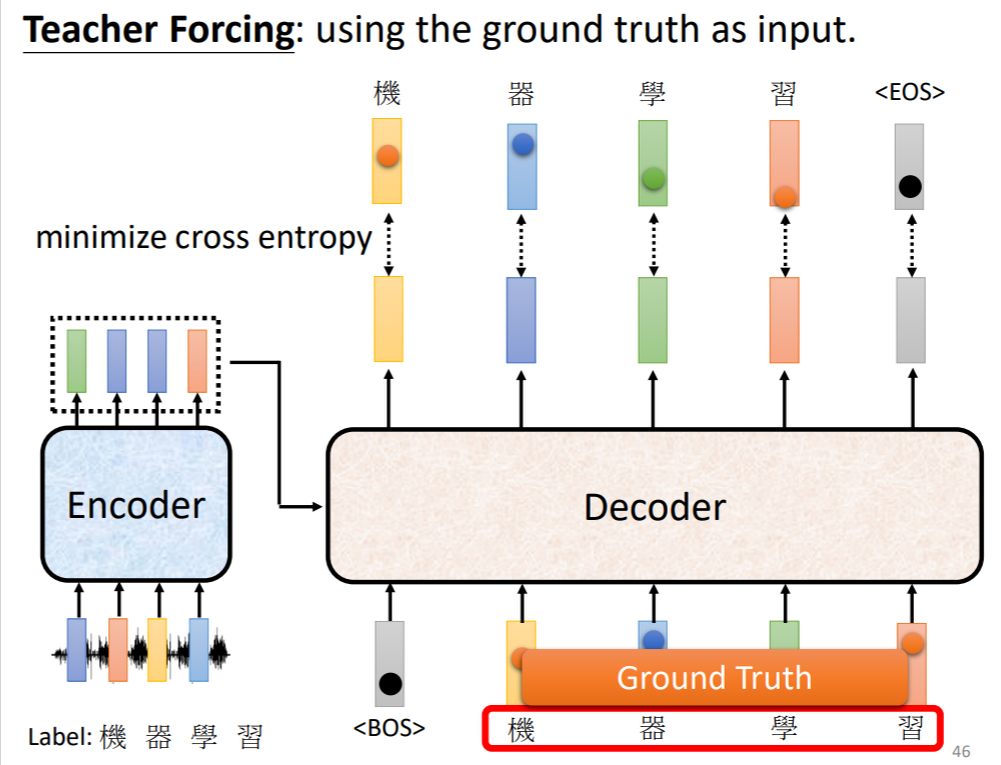 Teacher Forcing: using the ground truth as input.
機 器 學 習 <EOS>
minimize cross entropy
Encoder
Decoder
Ground Truth
Label: 機 器 學 習
<BOS> 機 器 學 習
46